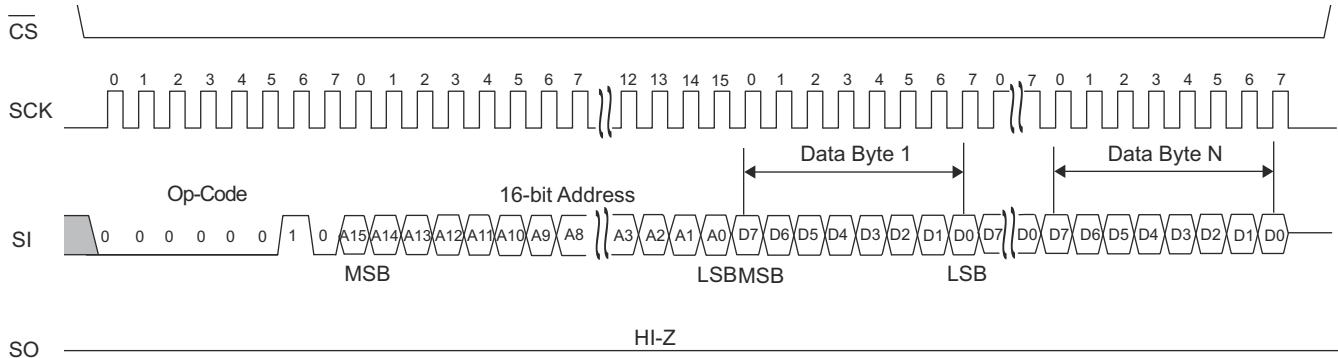 CS
0 1 2 3 4 5 6 7 0 1 2 3 4 5 6 7 12 13 14 15 0 1 2 3 4 5 6 7 0 7 0 1 2 3 4 5 6 7
SCK
Data Byte 1 Data Byte N
Op-Code 16-bit Address
SI 0 0 0 0 0 0 1 0 A15 A14 A13 A12 A11 A10 A9 A8 A3 A2 A1 A0 D7 D6 D5 D4 D3 D2 D1 D0 D7 D0 D7 D6 D5 D4 D3 D2 D1 D0
MSB LSB MSB LSB
HI-Z
SO